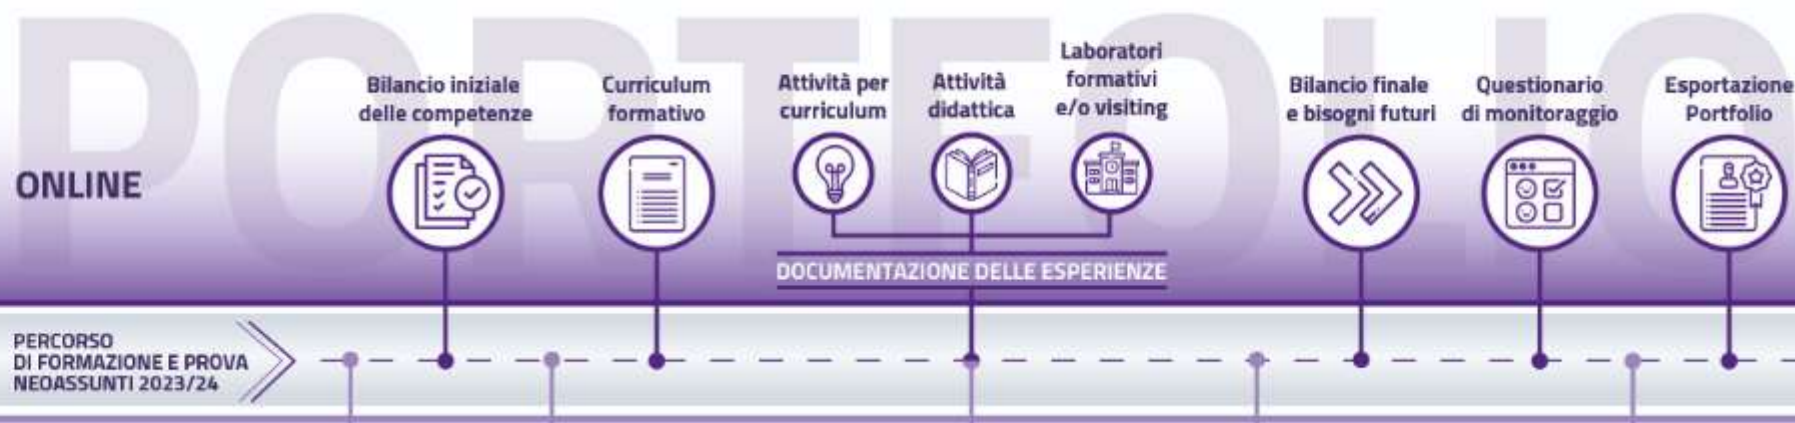 PORTFOLIO
Bilancio iniziale
delle competenze
Curriculum
formativo
Attività per
curriculum
Attività
didattica
Laboratori
formativi
e/o visiting
Bilancio finale
e bisogni futuri
Questionario
di monitoraggio
Esportazione
Portfolio
ONLINE
DOCUMENTAZIONE DELLE ESPERIENZE
PERCORSO
DI FORMAZIONE E PROVA
NEOASSUNTI 2023/24